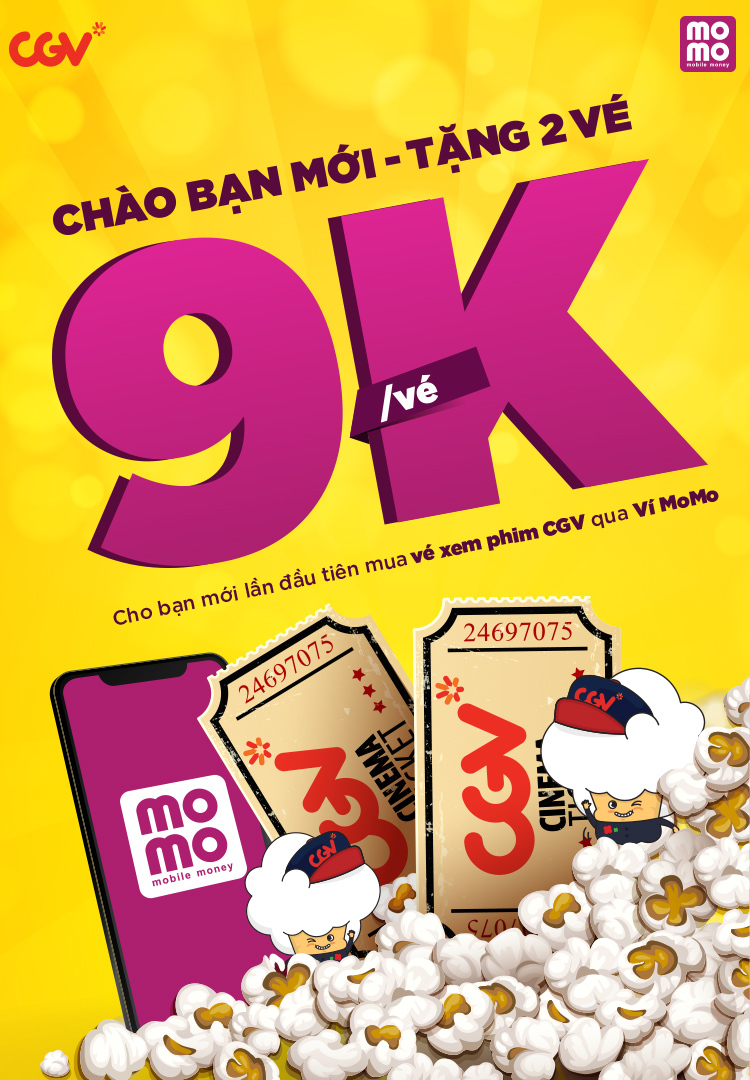 CGV
mo
mo
mobile money
CHÀO BẠN MỚI - TẶNG 2 VÉ
9K
/vé
Cho bạn mới lần đầu tiên mua vé xem phim CGV qua Ví MoMo
24697075
24697075
CGV
CINEMA
CGV
CINEMA
CGV
mo
mo
mobile money
CGV